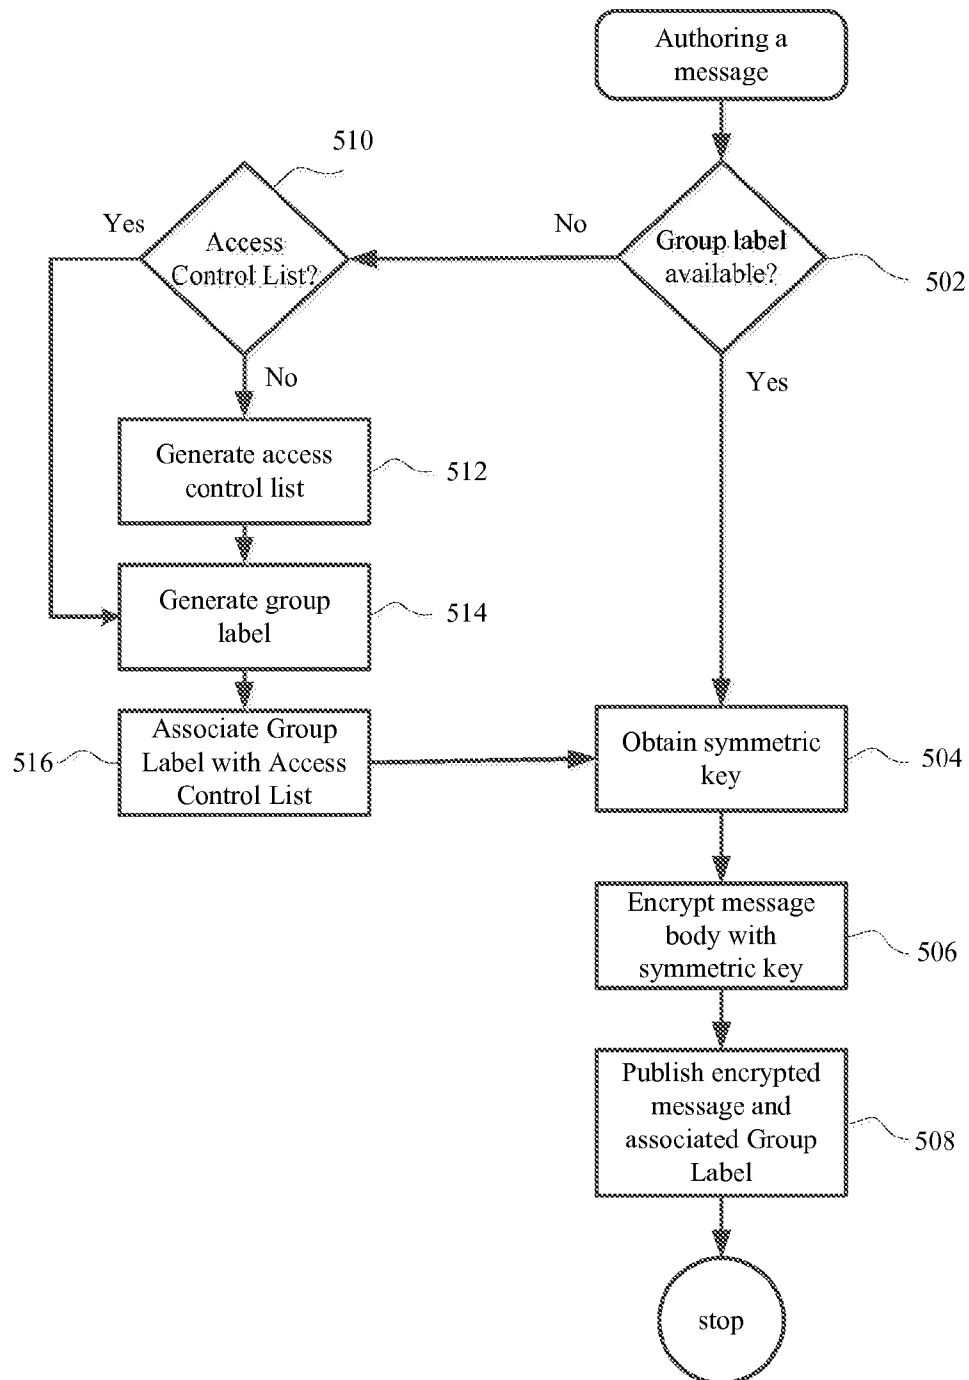 Authoring a
message
510
Yes
Access
Control List?
No
Group label
available?
502
No
Yes
Generate access
control list
512
Generate group
label
514
516
Associate Group
Label with Access
Control List
Obtain symmetric
key
504
Encrypt message
body with
symmetric key
506
Publish encrypted
message and
associated Group
Label
508
stop